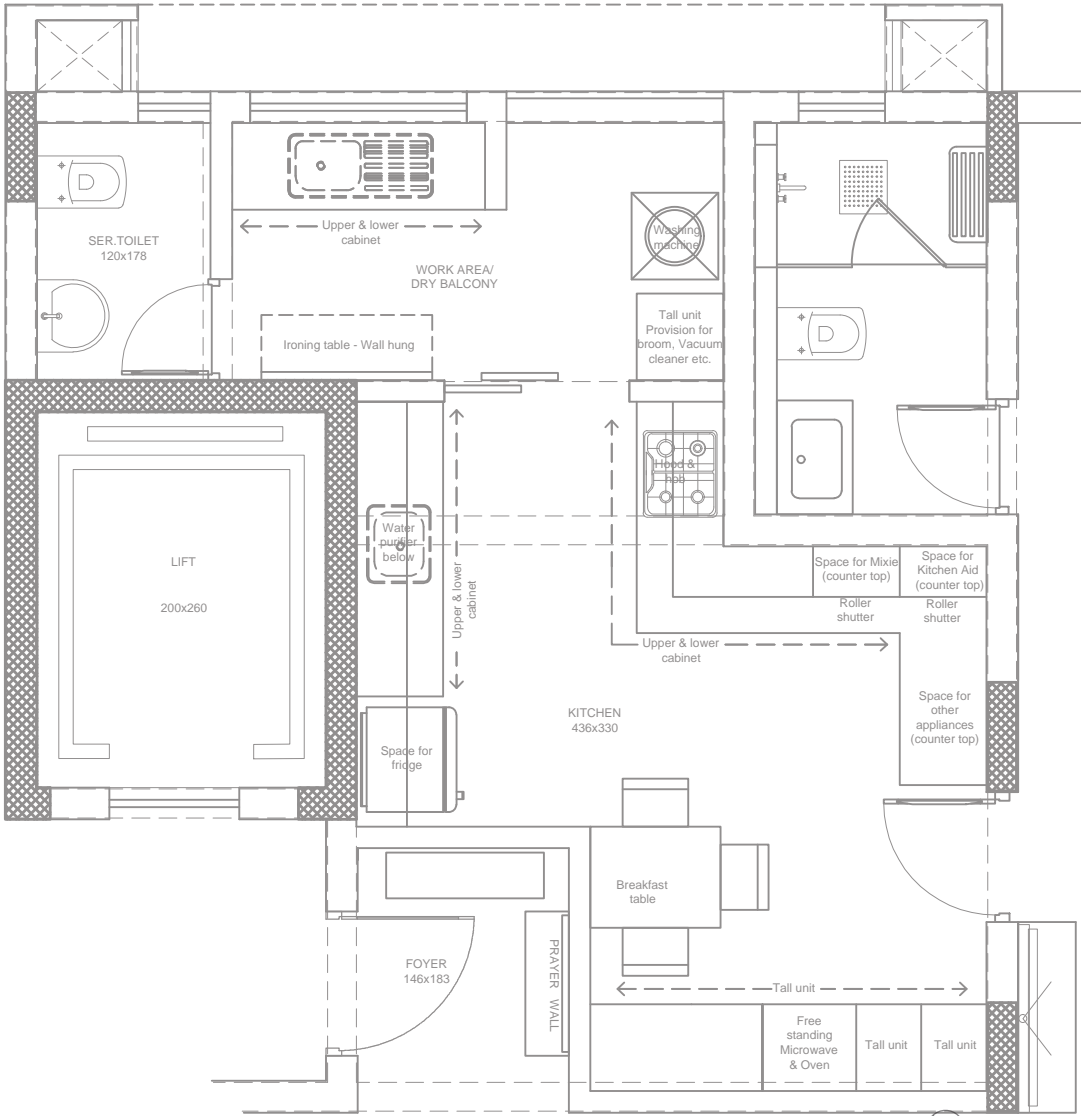 Upper & lower
cabinet
Washing
machine
SER.TOILET
120x178
WORK AREA/
DRY BALCONY
Tall unit
Provision for
broom, Vacuum
cleaner etc.
Ironing table - Wall hung
Hood &
hob
Water
purifier
below
LIFT
200x260
Upper & lower
cabinet
Space for Mixie
(counter top)
Space for
Kitchen Aid
(counter top)
Roller
shutter
Roller
shutter
Upper & lower
cabinet
Space for
other
appliances
(counter top)
KITCHEN
436x330
Space for
fridge
Breakfast
table
FOYER
146x183
PRAYER WALL
Tall unit
Free
standing
Microwave
& Oven
Tall unit
Tall unit